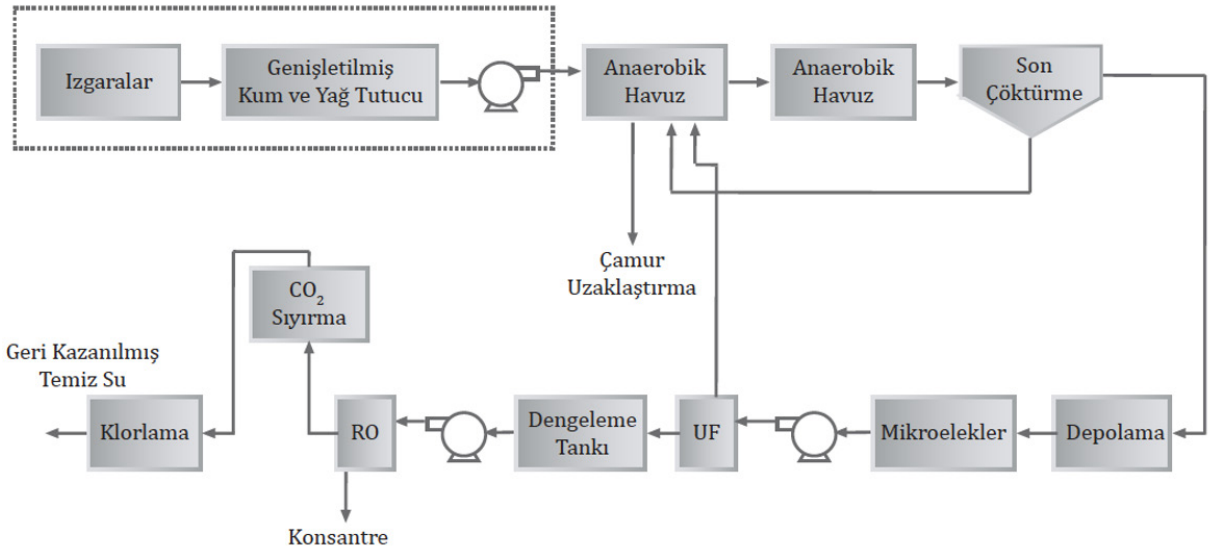 Izgaralar
Genişletilmiş
Kum ve Yağ Tutucu
Anaerobik
Havuz
Anaerobik
Havuz
Son
Çöktürme
Çamur
Uzaklaştırma
CO₂
Sıyırma
Geri Kazanılmış
Temiz Su
Klorlama
RO
Dengeleme
Tankı
UF
Mikroelekler
Depolama
Konsantre